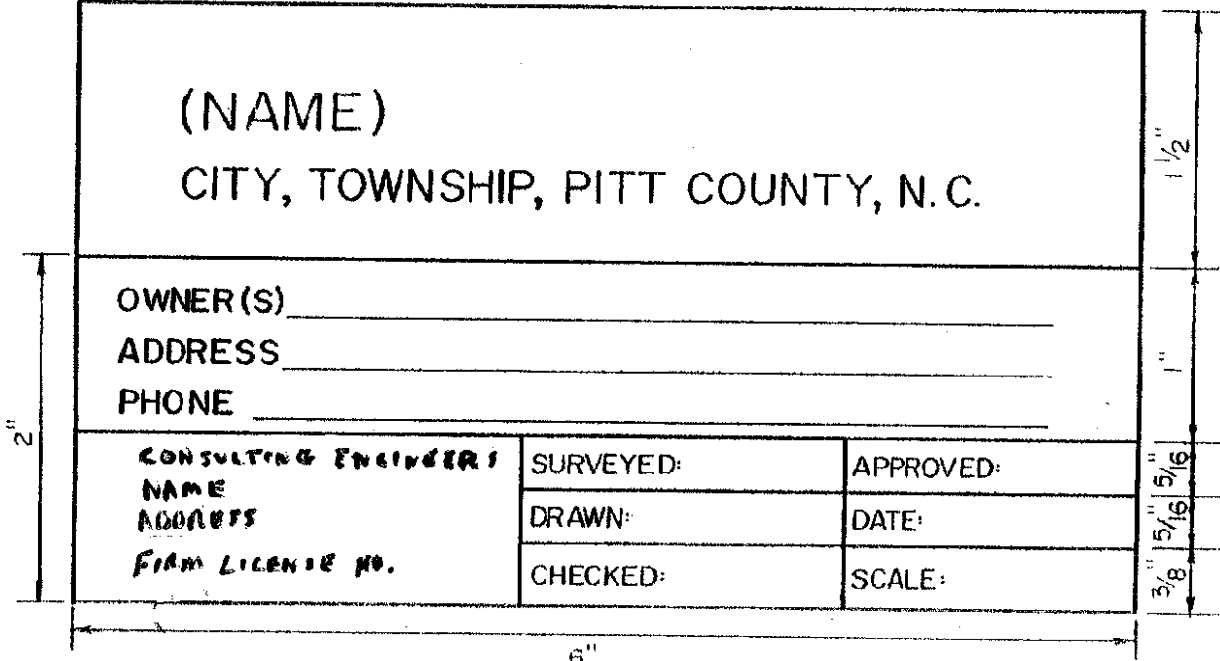 (NAME)
CITY, TOWNSHIP, PITT COUNTY, N.C.
1 1/2"
OWNER(S)
ADDRESS
PHONE
1"
2"
CONSULTING ENGINEERS
NAME
ADDRESS
FIRM LICENSE NO.
SURVEYED:
APPROVED:
5/16"
DRAWN:
DATE:
5/16"
CHECKED:
SCALE:
3/8"
6"